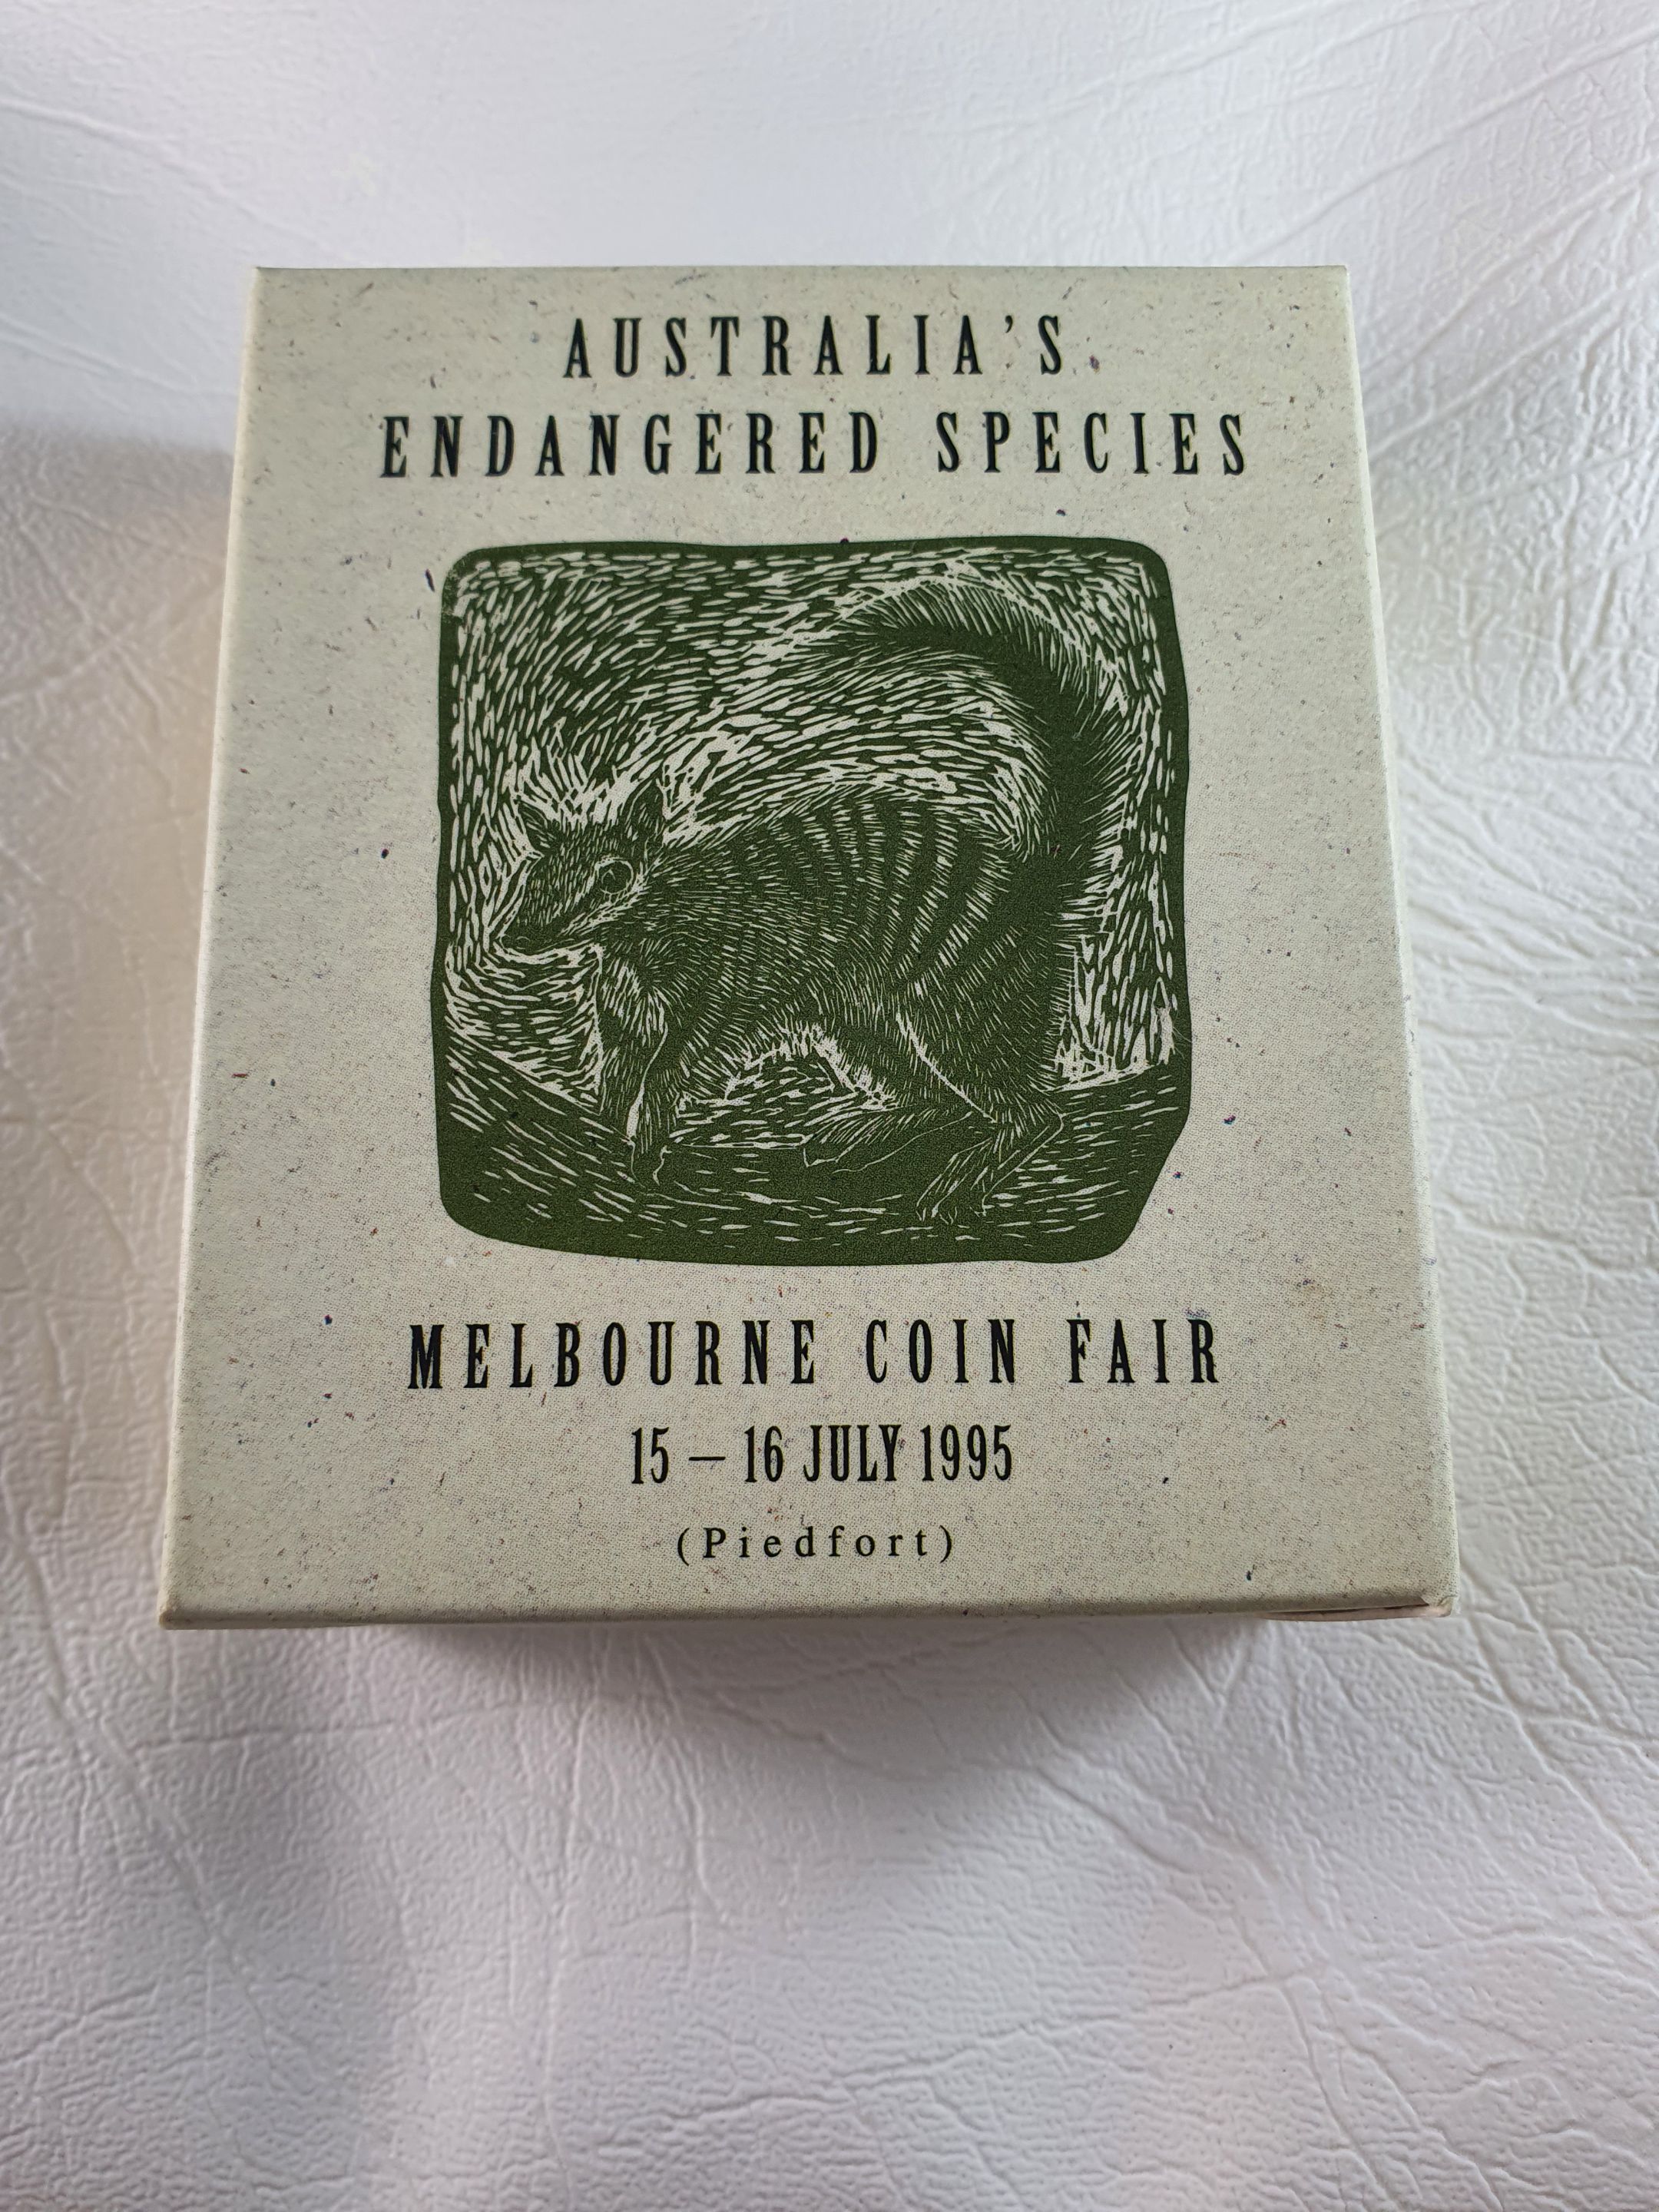 AUSTRALIA'S
ENDANGERED SPECIES
MELBOURNE COIN FAIR
15 – 16 JULY 1995
(Piedfort)